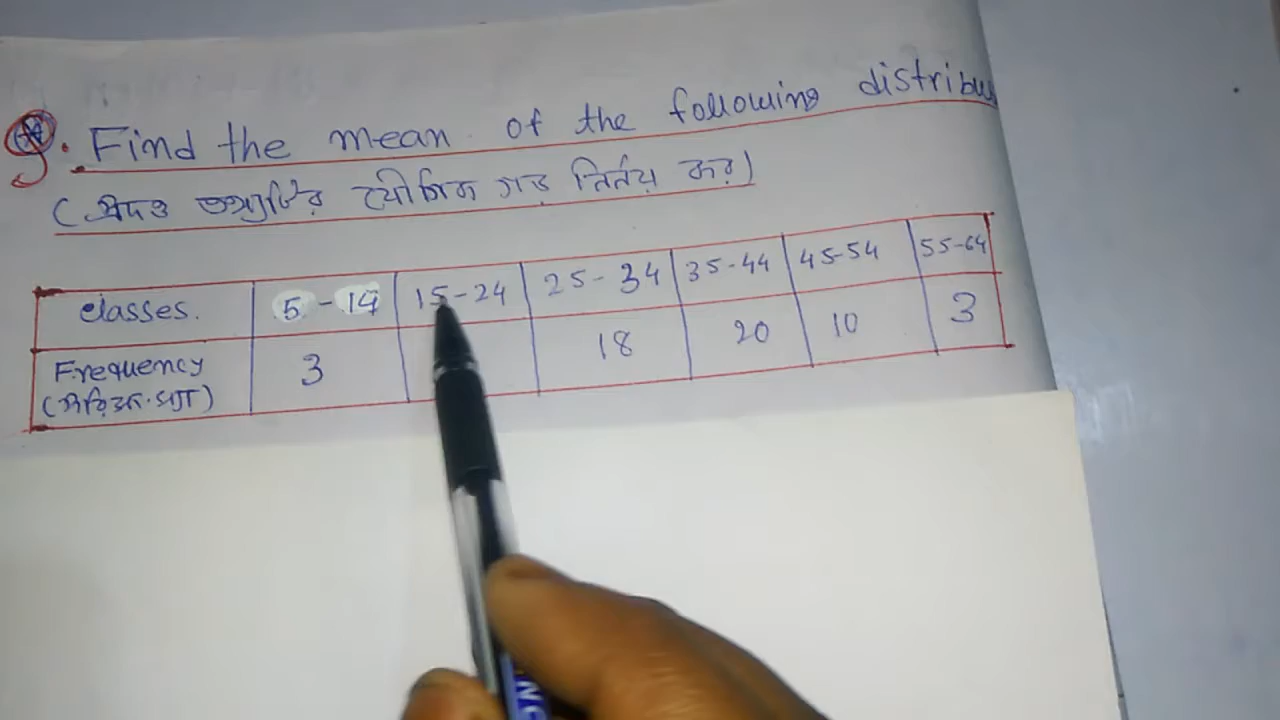 Q. Find the mean of the following distribu
(প্রদত্ত তথ্যটির যৌগিক গড় নির্ণয় কর)
Classes. 5-14 15-24 25-34 35-44 45-54 55-64
Frequency 3 18 20 10 3